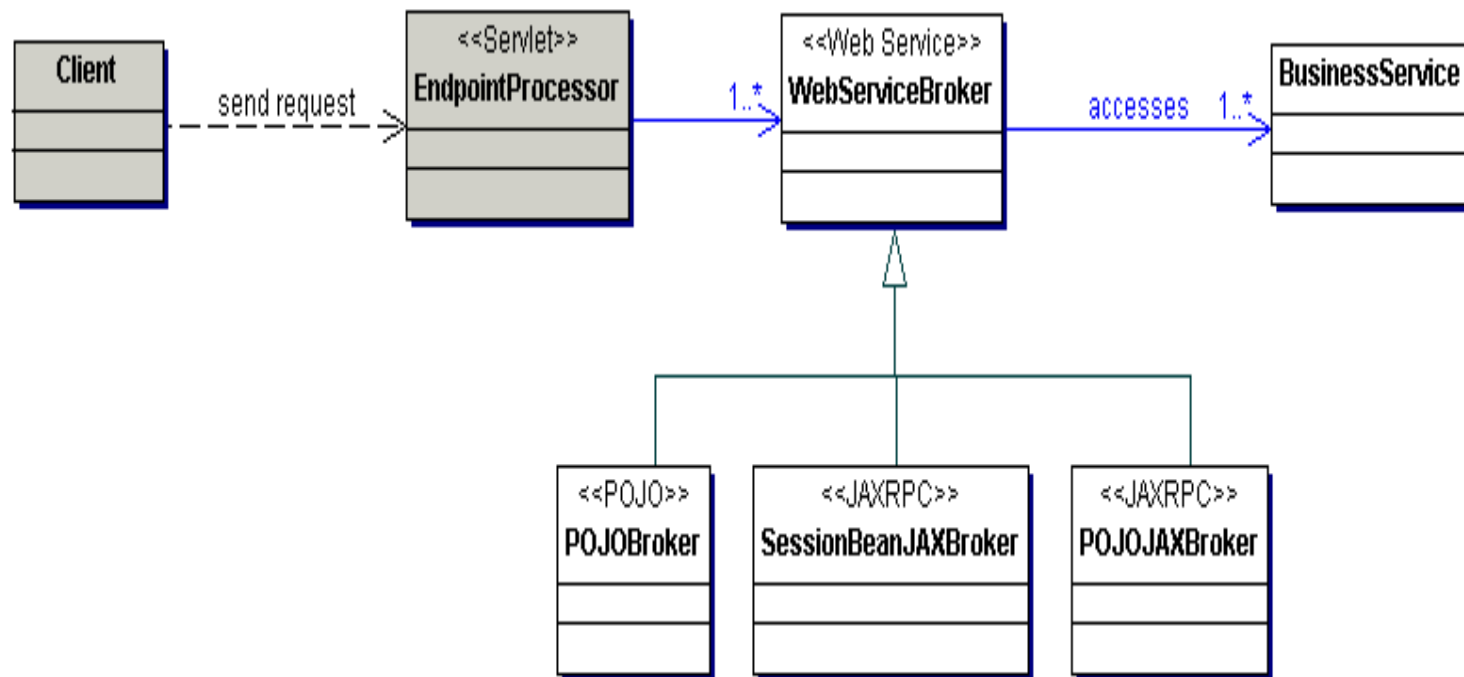 Client
send request
<<Servlet>>
EndpointProcessor
1..*
<<Web Service>>
WebServiceBroker
accesses
1..*
BusinessService
<<POJO>>
POJOBroker
<<JAXRPC>>
SessionBeanJAXBroker
<<JAXRPC>>
POJOJAXBroker